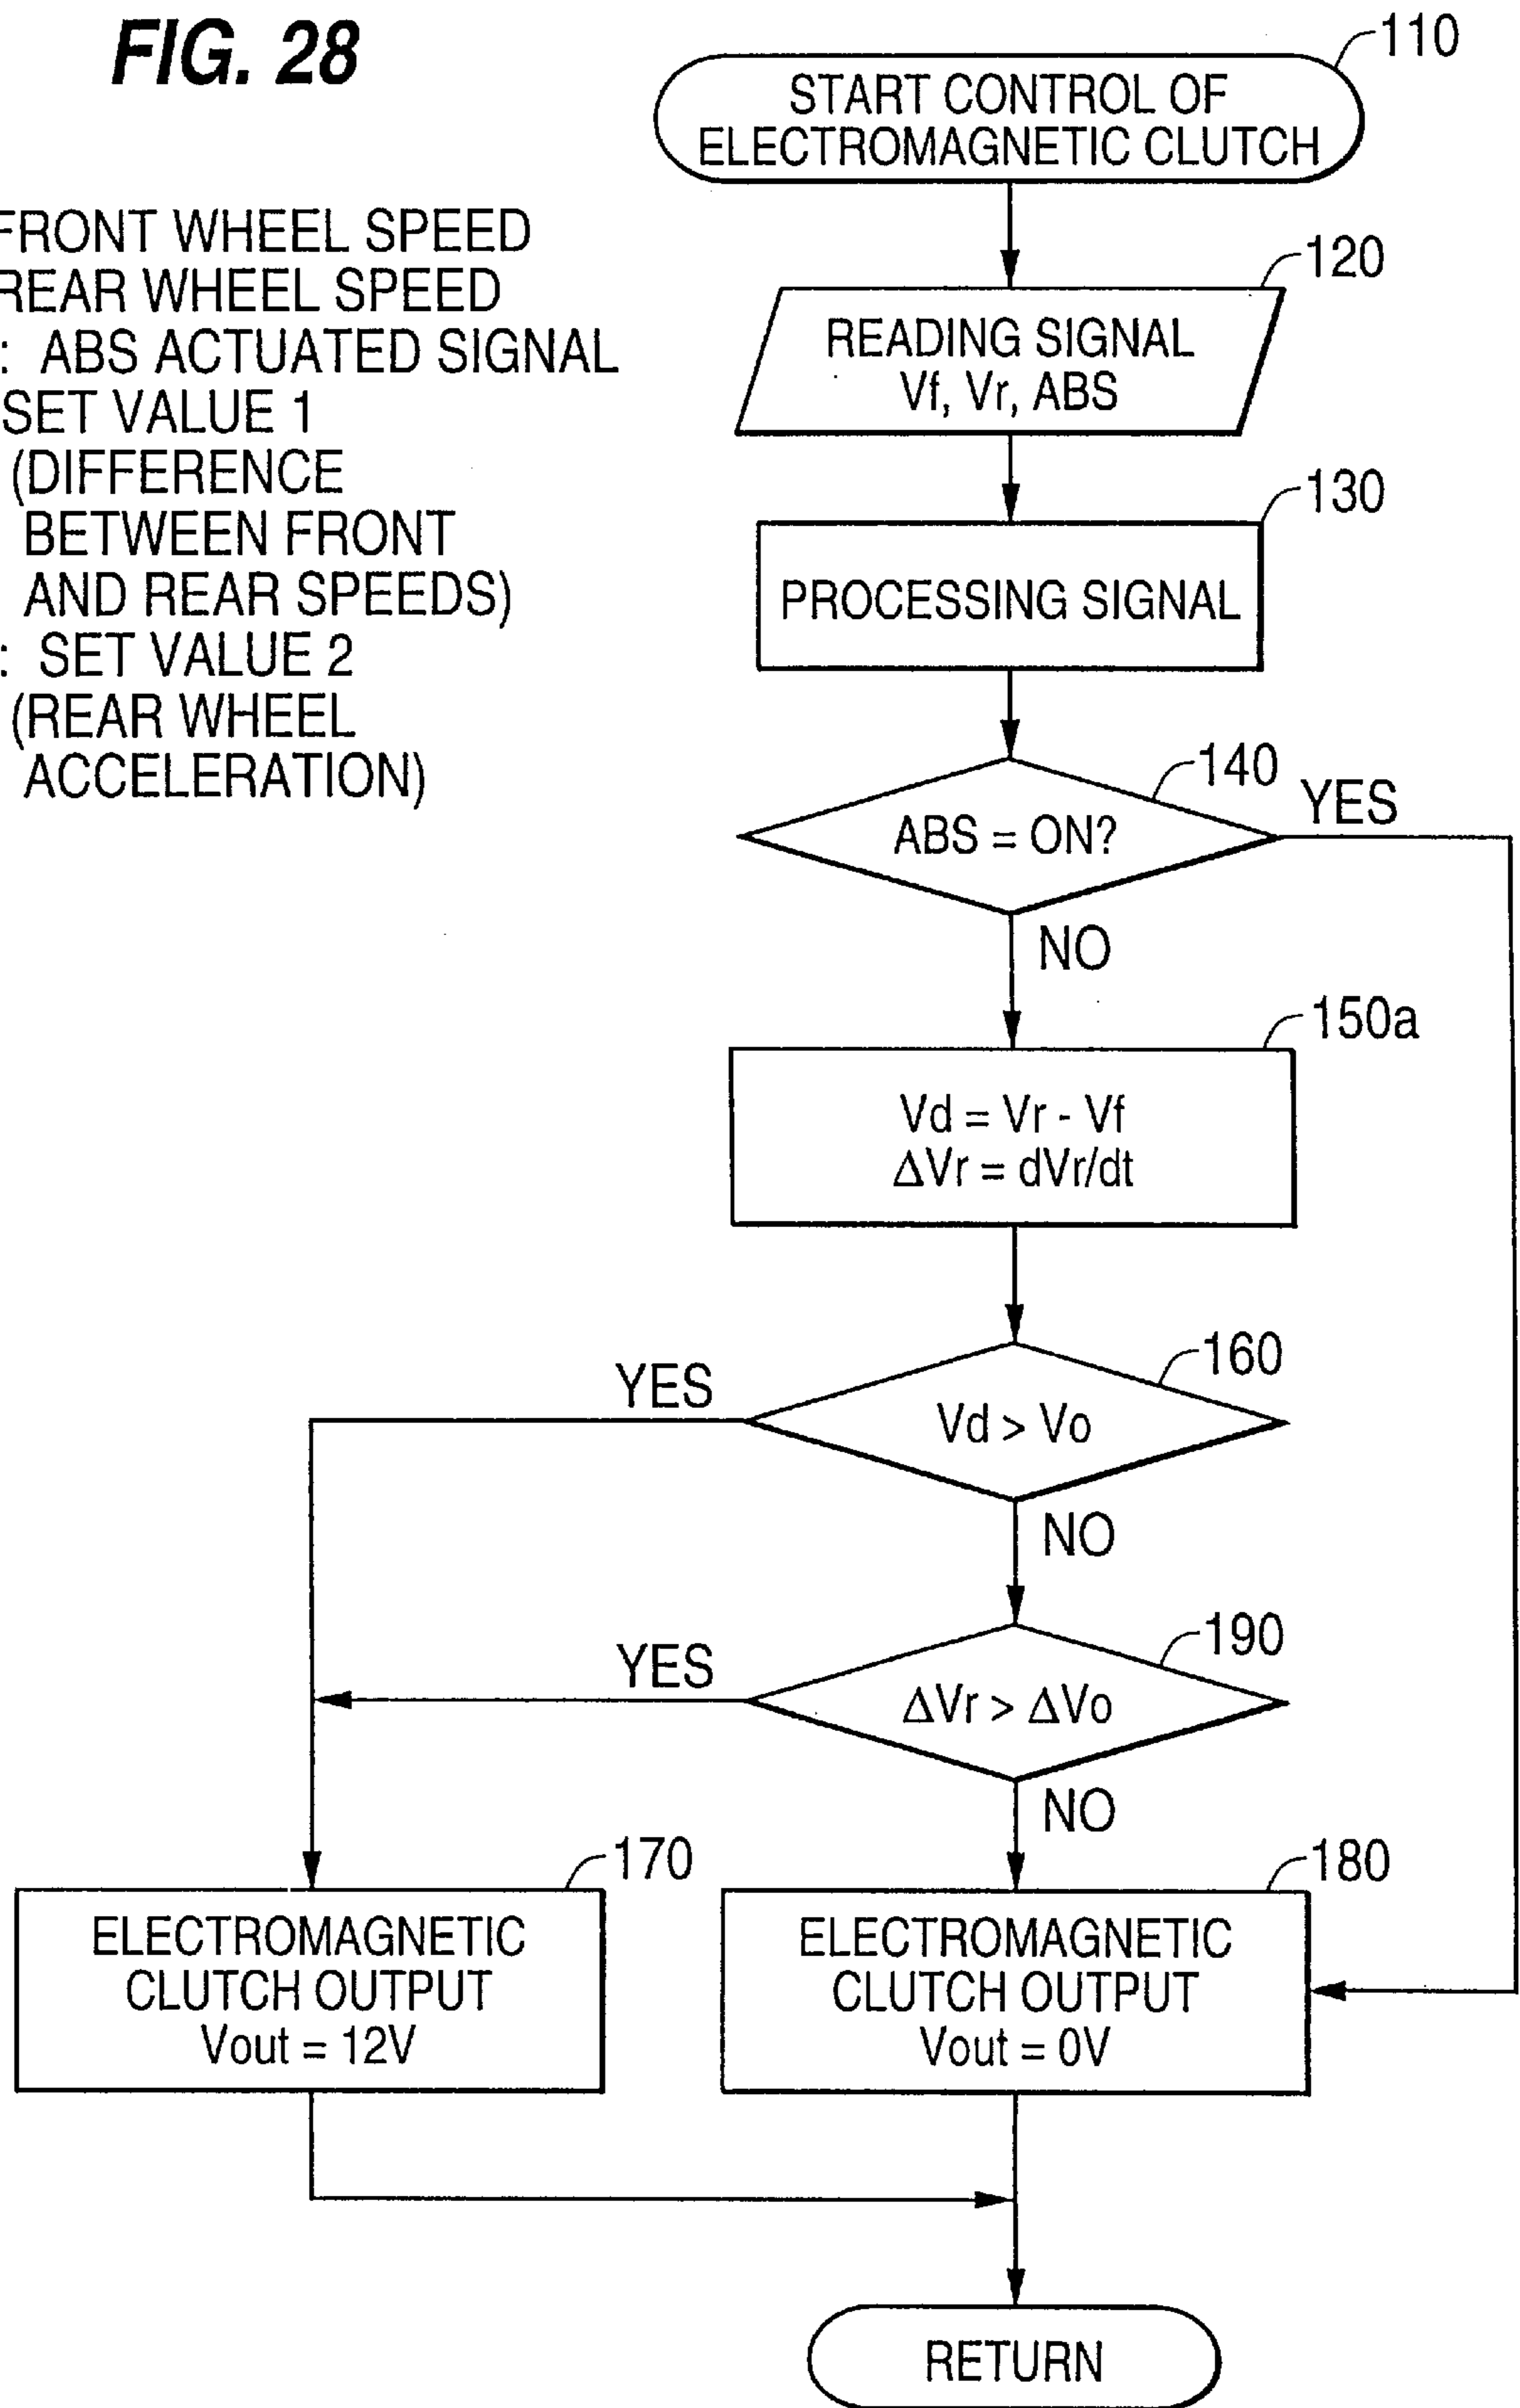 FIG. 28
FRONT WHEEL SPEED
REAR WHEEL SPEED
: ABS ACTUATED SIGNAL
SET VALUE 1
(DIFFERENCE
BETWEEN FRONT
AND REAR SPEEDS)
: SET VALUE 2
(REAR WHEEL
ACCELERATION)
110
START CONTROL OF
ELECTROMAGNETIC CLUTCH
120
READING SIGNAL
Vf, Vr, ABS
130
PROCESSING SIGNAL
140
ABS = ON?
YES
NO
150a
Vd = Vr - Vf
ΔVr = dVr/dt
160
Vd > Vo
YES
NO
190
ΔVr > ΔVo
YES
NO
170
ELECTROMAGNETIC
CLUTCH OUTPUT
Vout = 12V
180
ELECTROMAGNETIC
CLUTCH OUTPUT
Vout = 0V
RETURN